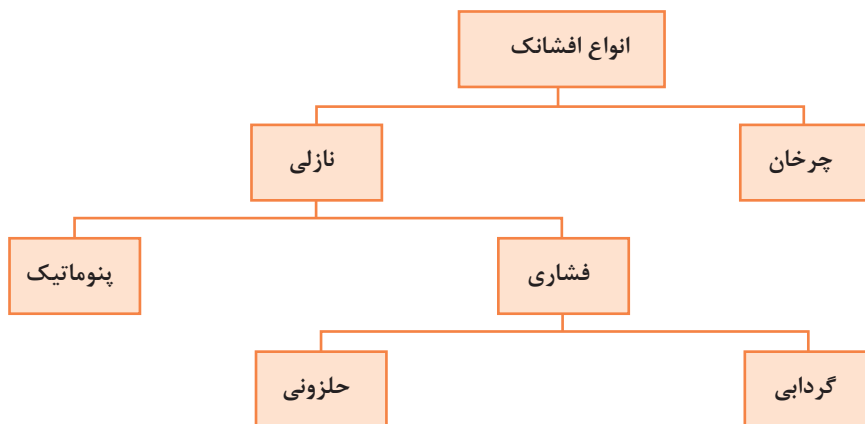 انواع افشانک
چرخان
نازلی
فشاری
پنوماتیک
گردابی
حلزونی